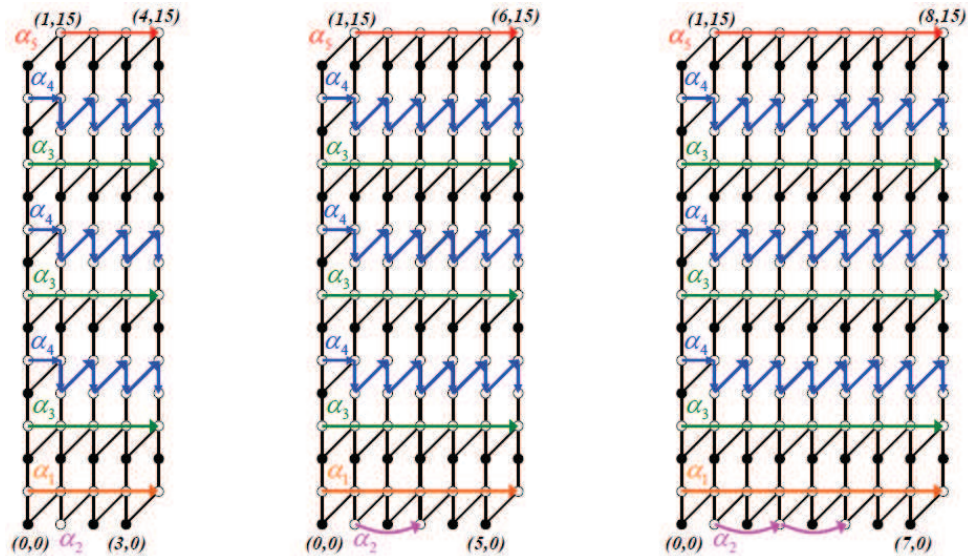 (1,15) (4,15) (1,15) (6,15) (1,15) (8,15)
α₅ α₅ α₅
α₄ α₄ α₄
α₃ α₃ α₃
α₄ α₄ α₄
α₃ α₃ α₃
α₄ α₄ α₄
α₃ α₃ α₃
α₁ α₁ α₁
(0,0) α₂ (3,0) (0,0) α₂ (5,0) (0,0) α₂ (7,0)